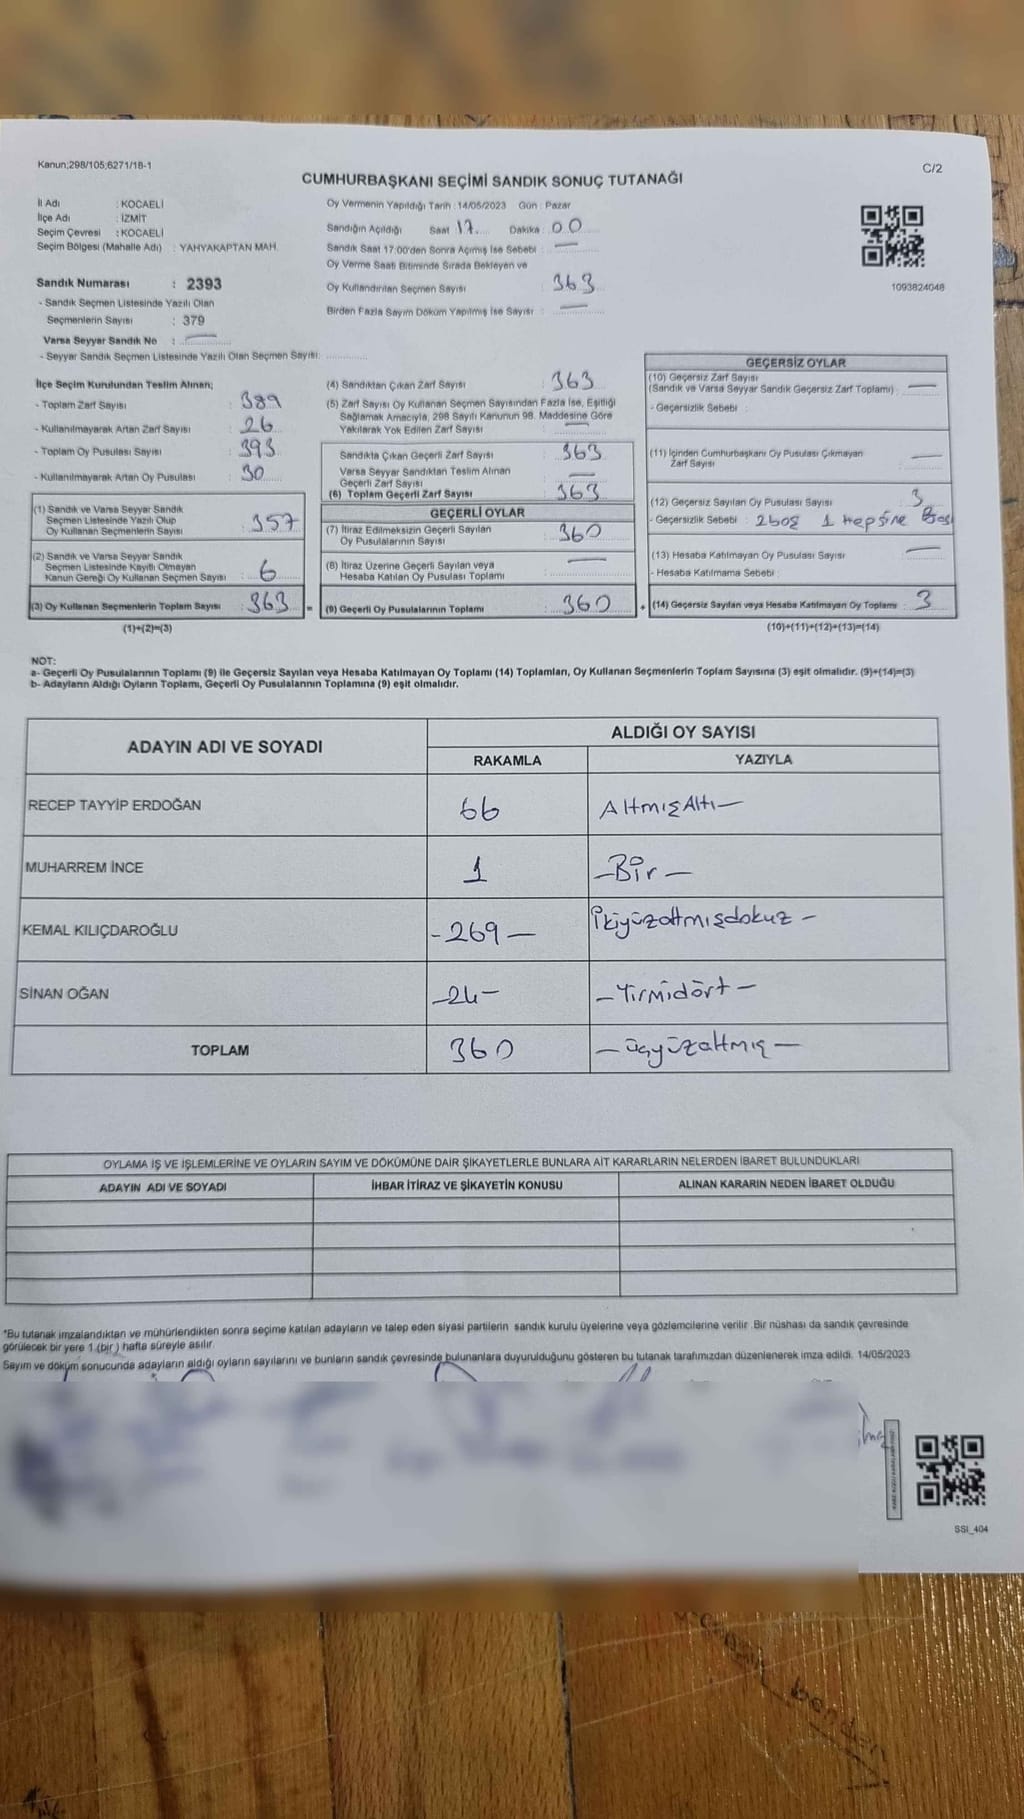 Kanun;298/105;6271/18-1
C/2
CUMHURBAŞKANI SEÇİMİ SANDIK SONUÇ TUTANAĞI
İl Adı : KOCAELİ
İlçe Adı : İZMİT
Seçim Çevresi : KOCAELİ
Seçim Bölgesi (Mahalle Adı) : YAHYAKAPTAN MAH.
Sandık Numarası : 2393
- Sandık Seçmen Listesinde Yazılı Olan
Seçmenlerin Sayısı : 379
Varsa Seyyar Sandık No :
- Seyyar Sandık Seçmen Listesinde Yazılı Olan Seçmen Sayısı:
Oy Vermenin Yapıldığı Tarih : 14/05/2023 Gün : Pazar
Sandığın Açıldığı Saat 17 Dakika : 00
Sandık Saat 17:00'den Sonra Açılmış İse Sebebi : —
Oy Verme Saati Bitiminde Sırada Bekleyen ve
Oy Kullandırılan Seçmen Sayısı : 363
Birden Fazla Sayım Döküm Yapılmış İse Sayısı : —
1093824048
İlçe Seçim Kurulundan Teslim Alınan;
- Toplam Zarf Sayısı : 389
- Kullanılmayarak Artan Zarf Sayısı : 26
- Toplam Oy Pusulası Sayısı : 393
- Kullanılmayarak Artan Oy Pusulası : 30
(1) Sandık ve Varsa Seyyar Sandık
Seçmen Listesinde Yazılı Olup
Oy Kullanan Seçmenlerin Sayısı : 357
(2) Sandık ve Varsa Seyyar Sandık
Seçmen Listesinde Kayıtlı Olmayan
Kanun Gereği Oy Kullanan Seçmen Sayısı : 6
(3) Oy Kullanan Seçmenlerin Toplam Sayısı : 363 =
(1)+(2)=(3)
(4) Sandıktan Çıkan Zarf Sayısı : 363
(5) Zarf Sayısı Oy Kullanan Seçmen Sayısından Fazla İse, Eşitliği
Sağlamak Amacıyla, 298 Sayılı Kanunun 98. Maddesine Göre
Yakılarak Yok Edilen Zarf Sayısı : —
Sandıkta Çıkan Geçerli Zarf Sayısı : 363
Varsa Seyyar Sandıktan Teslim Alınan
Geçerli Zarf Sayısı : —
(6) Toplam Geçerli Zarf Sayısı : 363
GEÇERLİ OYLAR
(7) İtiraz Edilmeksizin Geçerli Sayılan
Oy Pusulalarının Sayısı : 360
(8) İtiraz Üzerine Geçerli Sayılan veya
Hesaba Katılan Oy Pusulası Toplamı : —
(9) Geçerli Oy Pusulalarının Toplamı : 360 +
GEÇERSİZ OYLAR
(10) Geçersiz Zarf Sayısı
(Sandık ve Varsa Seyyar Sandık Geçersiz Zarf Toplamı) : —
- Geçersizlik Sebebi :
(11) İçinden Cumhurbaşkanı Oy Pusulası Çıkmayan
Zarf Sayısı : —
(12) Geçersiz Sayılan Oy Pusulası Sayısı : 3
- Geçersizlik Sebebi : 2 boş 1 Hepsine
(13) Hesaba Katılmayan Oy Pusulası Sayısı : —
- Hesaba Katılmama Sebebi :
(14) Geçersiz Sayılan veya Hesaba Katılmayan Oy Toplamı : 3
(10)+(11)+(12)+(13)=(14)
NOT:
a- Geçerli Oy Pusulalarının Toplamı (9) ile Geçersiz Sayılan veya Hesaba Katılmayan Oy Toplamı (14) Toplamları, Oy Kullanan Seçmenlerin Toplam Sayısına (3) eşit olmalıdır. (9)+(14)=(3)
b- Adayların Aldığı Oyların Toplamı, Geçerli Oy Pusulalarının Toplamına (9) eşit olmalıdır.
ADAYIN ADI VE SOYADI
ALDIĞI OY SAYISI
RAKAMLA YAZIYLA
RECEP TAYYİP ERDOĞAN 66 Altmışaltı—
MUHARREM İNCE 1 —Bir—
KEMAL KILIÇDAROĞLU -269— İkiyüzaltmışdokuz -
SİNAN OĞAN —24— —Yirmidört—
TOPLAM 360 —üçyüzaltmış—
OYLAMA İŞ VE İŞLEMLERİNE VE OYLARIN SAYIM VE DÖKÜMÜNE DAİR ŞİKAYETLERLE BUNLARA AİT KARARLARIN NELERDEN İBARET BULUNDUKLARI
ADAYIN ADI VE SOYADI İHBAR İTİRAZ VE ŞİKAYETİN KONUSU ALINAN KARARIN NEDEN İBARET OLDUĞU
*Bu tutanak imzalandıktan ve mühürlendikten sonra seçime katılan adayların ve talep eden siyasi partilerin sandık kurulu üyelerine veya gözlemcilerine verilir .Bir nüshası da sandık çevresinde
görülecek bir yere 1 (bir ) hafta süreyle asılır.
Sayım ve döküm sonucunda adayların aldığı oyların sayılarını ve bunların sandık çevresinde bulunanlara duyurulduğunu gösteren bu tutanak tarafımızdan düzenlenerek imza edildi. 14/05/2023
SSI_404
benden